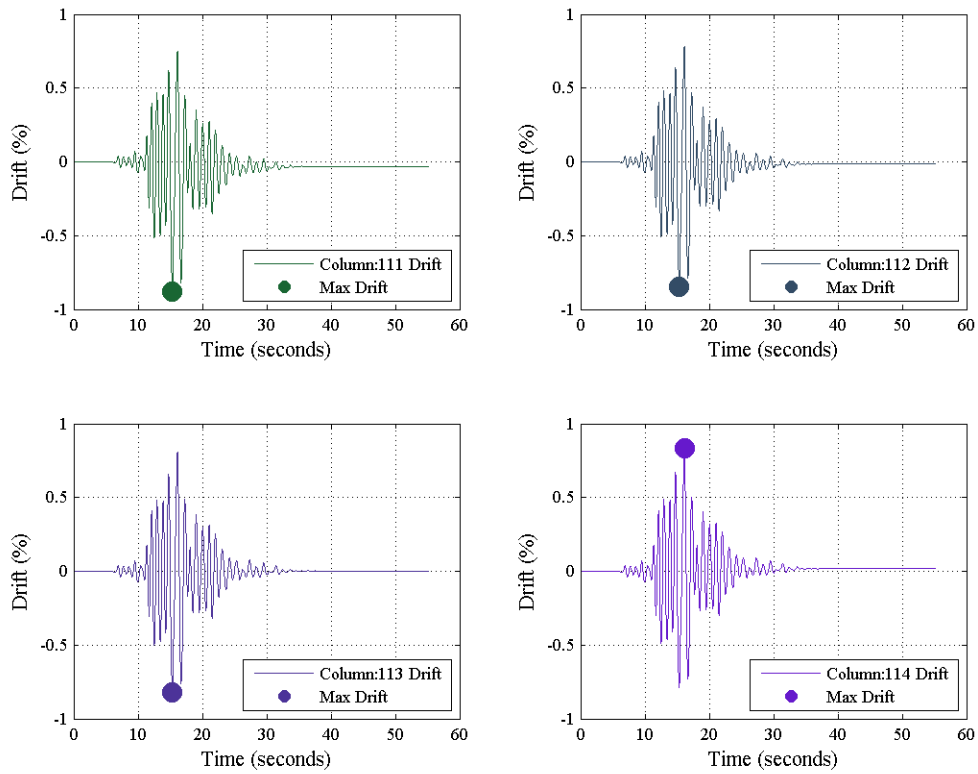 1
0.5
0
-0.5
-1
Drift (%)
0 10 20 30 40 50 60
Time (seconds)
Column:111 Drift
Max Drift
1
0.5
0
-0.5
-1
Drift (%)
0 10 20 30 40 50 60
Time (seconds)
Column:112 Drift
Max Drift
1
0.5
0
-0.5
-1
Drift (%)
0 10 20 30 40 50 60
Time (seconds)
Column:113 Drift
Max Drift
1
0.5
0
-0.5
-1
Drift (%)
0 10 20 30 40 50 60
Time (seconds)
Column:114 Drift
Max Drift